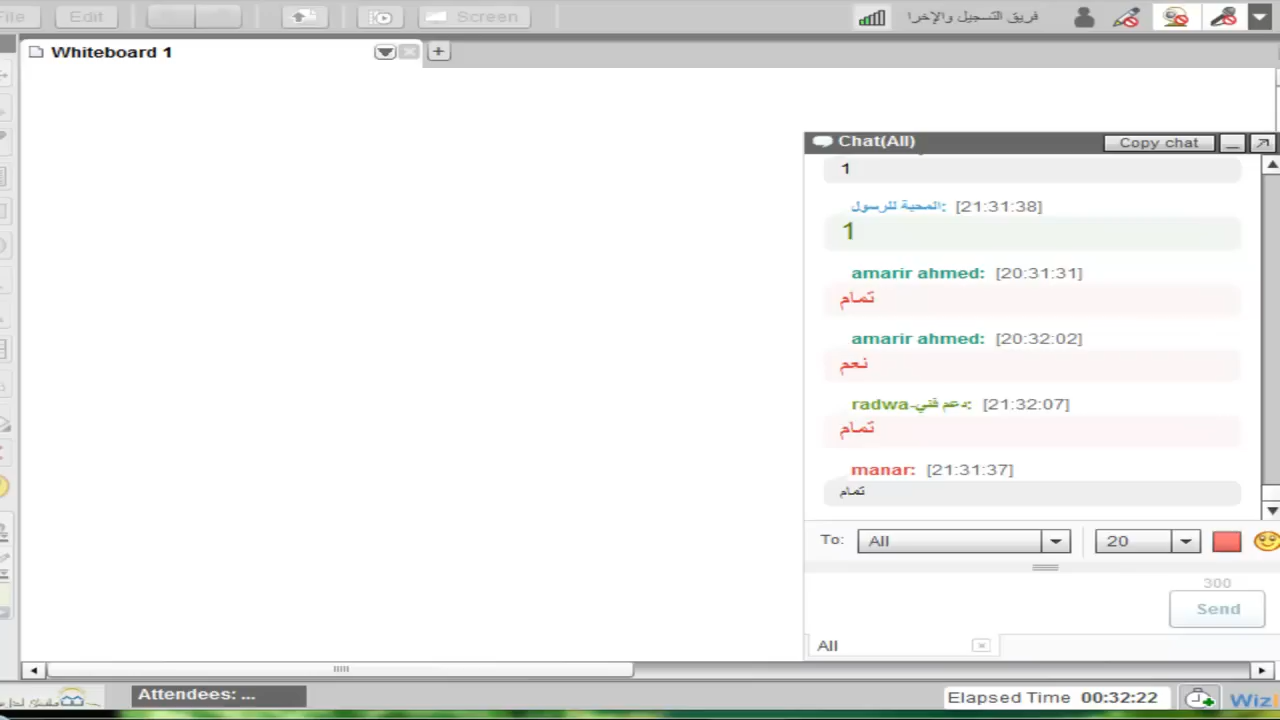 File Edit Screen فريق التسجيل والإخرا
Whiteboard 1
Chat(All) Copy chat
1
المحبة للرسول: [21:31:38]
1
amarir ahmed: [20:31:31]
تمام
amarir ahmed: [20:32:02]
نعم
radwa-دعم فني: [21:32:07]
تمام
manar: [21:31:37]
تمام
To: All 20
300
Send
All
Attendees: ... Elapsed Time 00:32:22 Wiz